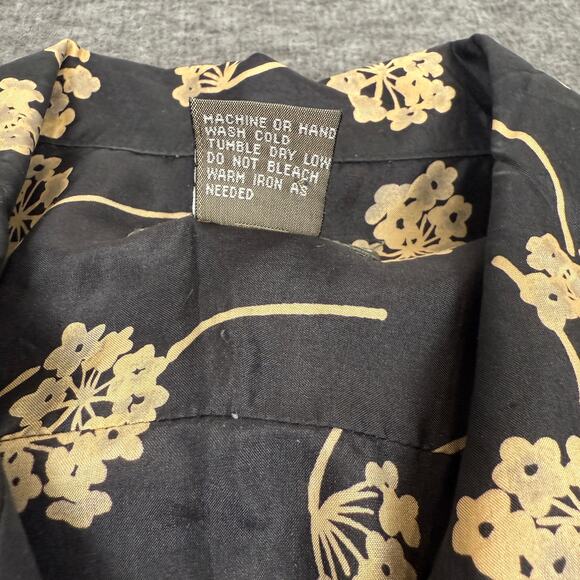 MACHINE OR HAND
WASH COLD
TUMBLE DRY LOW
DO NOT BLEACH
WARM IRON AS
NEEDED